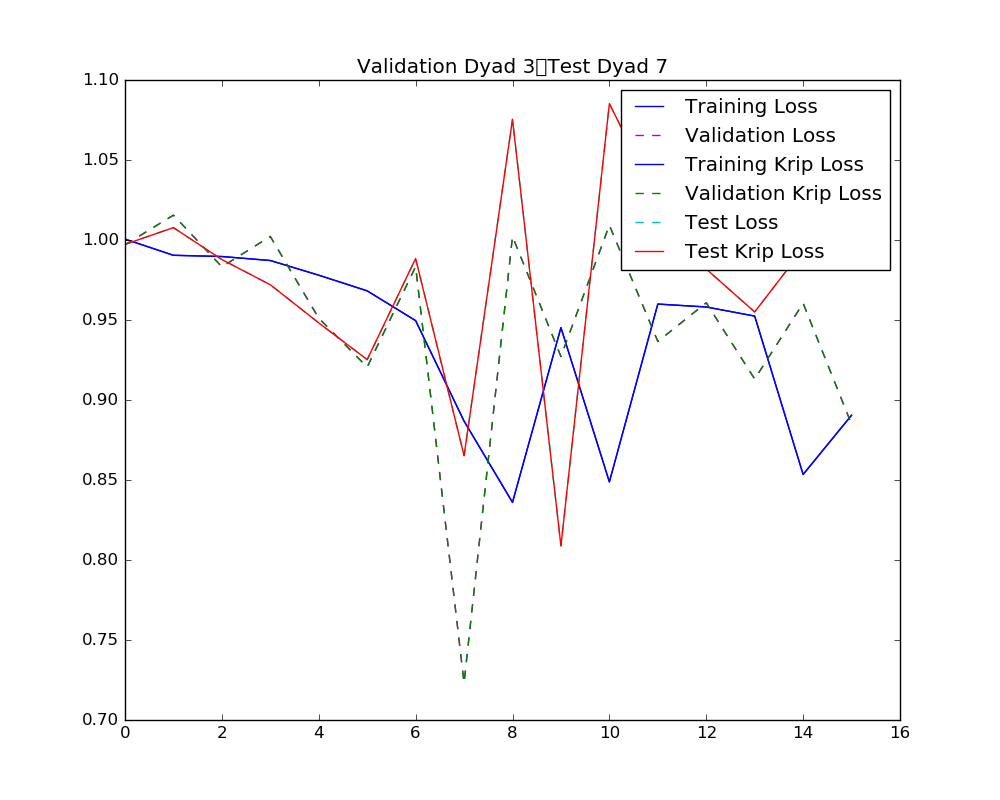 Validation Dyad 3▯Test Dyad 7
1.10
1.05
1.00
0.95
0.90
0.85
0.80
0.75
0.70
0 2 4 6 8 10 12 14 16
Training Loss
Validation Loss
Training Krip Loss
Validation Krip Loss
Test Loss
Test Krip Loss